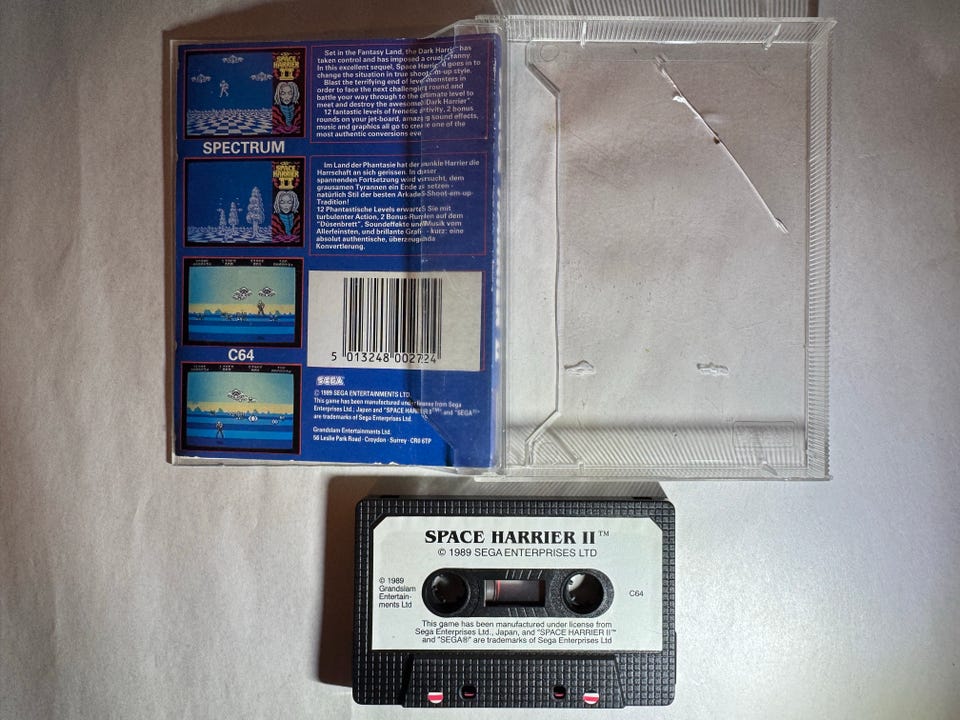 SPACE HARRIER II
Set in the Fantasy Land, the Dark Harrier has
taken control and has imposed a cruel tyranny
In this excellent sequel, Space Harrier goes in to
change the situation in true shoot-em-up style.
Blast the terrifying end of level monsters in
order to face the next challenging round and
battle your way through to the ultimate level to
meet and destroy the awesome "Dark Harrier".
12 fantastic levels of frenetic activity, 2 bonus
rounds on your jet-board, amazing sound effects,
music and graphics all go to create one of the
most authentic conversions ever
SPECTRUM
SPACE HARRIER II
Im Land der Phantasie hat der dunkle Harrier die
Harrschaft an sich gerissen. In dieser
spannenden Fortsetzung wird versucht, dem
grausamen Tyrannen ein Ende zu setzen -
natürlich Stil der besten Arkaden-Shoot-em-up-
Tradition!
12 Phantastische Levels erwarten Sie mit
turbulenter Action, 2 Bonus-Runden auf dem
"Düsenbrett", Soundeffekte und Musik vom
Allerfeinsten, und brillante Grafik - kurz: eine
absolut authentische, überzeugende
Konvertierung.
C64
5 013248 002724
SEGA
© 1989 SEGA ENTERTAINMENTS LTD.
This game has been manufactured under license from Sega
Enterprises Ltd., Japan and "SPACE HARRIER II"™ and "SEGA"®
are trademarks of Sega Enterprises Ltd.
Grandslam Entertainments Ltd.
56 Leslie Park Road · Croydon · Surrey · CR0 6TP
SPACE HARRIER II™
© 1989 SEGA ENTERPRISES LTD
© 1989
Grandslam
Entertain-
ments Ltd
C64
This game has been manufactured under license from
Sega Enterprises Ltd., Japan, and "SPACE HARRIER II"™
and "SEGA®" are trademarks of Sega Enterprises Ltd